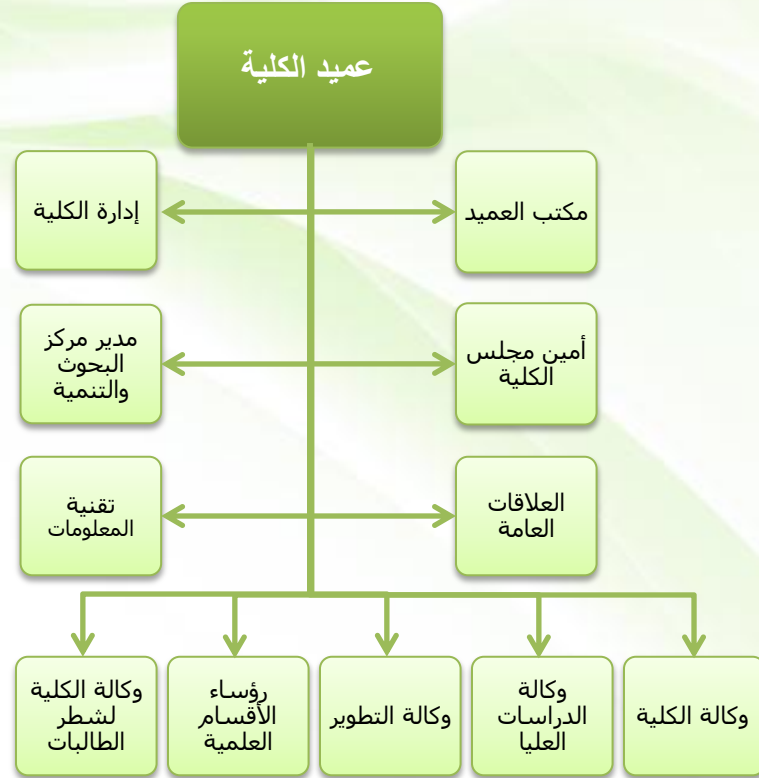 عميد الكلية
مكتب العميد
إدارة الكلية
أمين مجلس
الكلية
مدير مركز
البحوث
والتنمية
العلاقات
العامة
تقنية
المعلومات
وكالة الكلية
وكالة
الدراسات
العليا
وكالة التطوير
رؤساء
الأقسام
العلمية
وكالة الكلية
لشطر
الطالبات